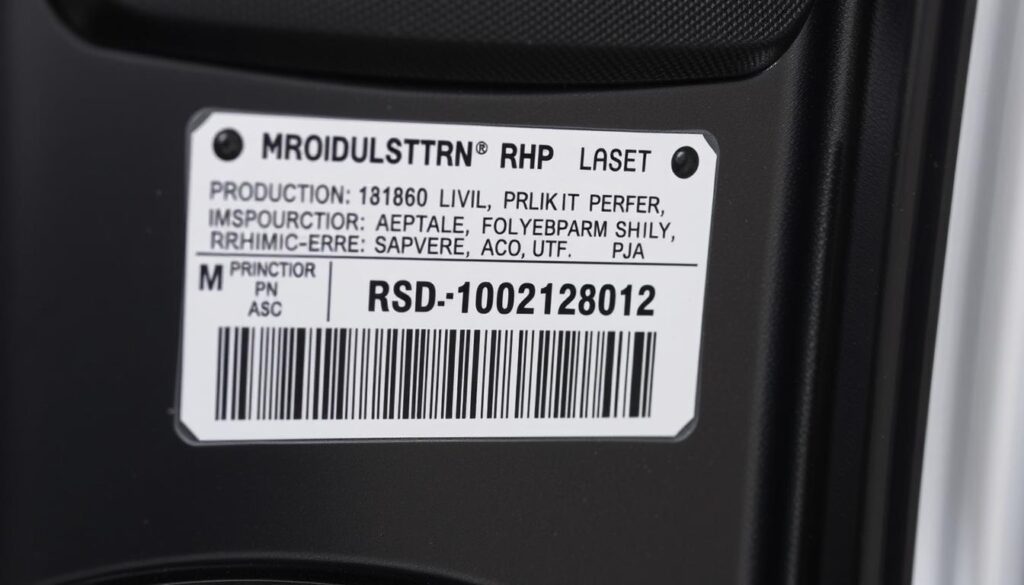 MROIDULSTTRN® RHP LASET
PRODUCTION: 181860 LIVIL, PRLIKIT PERFER,
IMSPOURCTIOR: AEPTALE, FOLYEBPARM SHILY,
RRHIMIC-ERRE: SAPVERE, ACO, UTF. PJA
M PRINCTIOR
PN
ASC
RSD-·1002128012